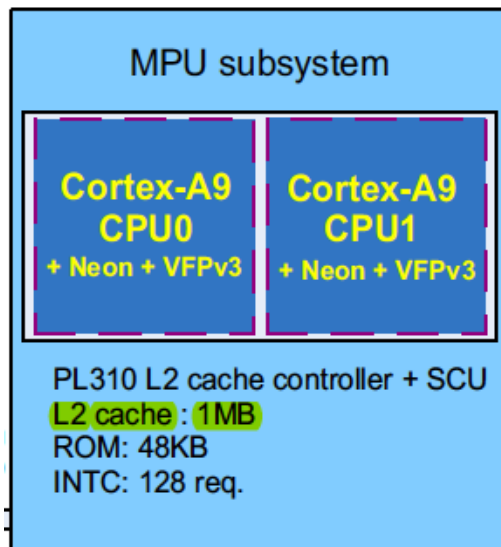 MPU subsystem
Cortex-A9
CPU0
+ Neon + VFPv3
Cortex-A9
CPU1
+ Neon + VFPv3
PL310 L2 cache controller + SCU
L2 cache : 1MB
ROM: 48KB
INTC: 128 req.